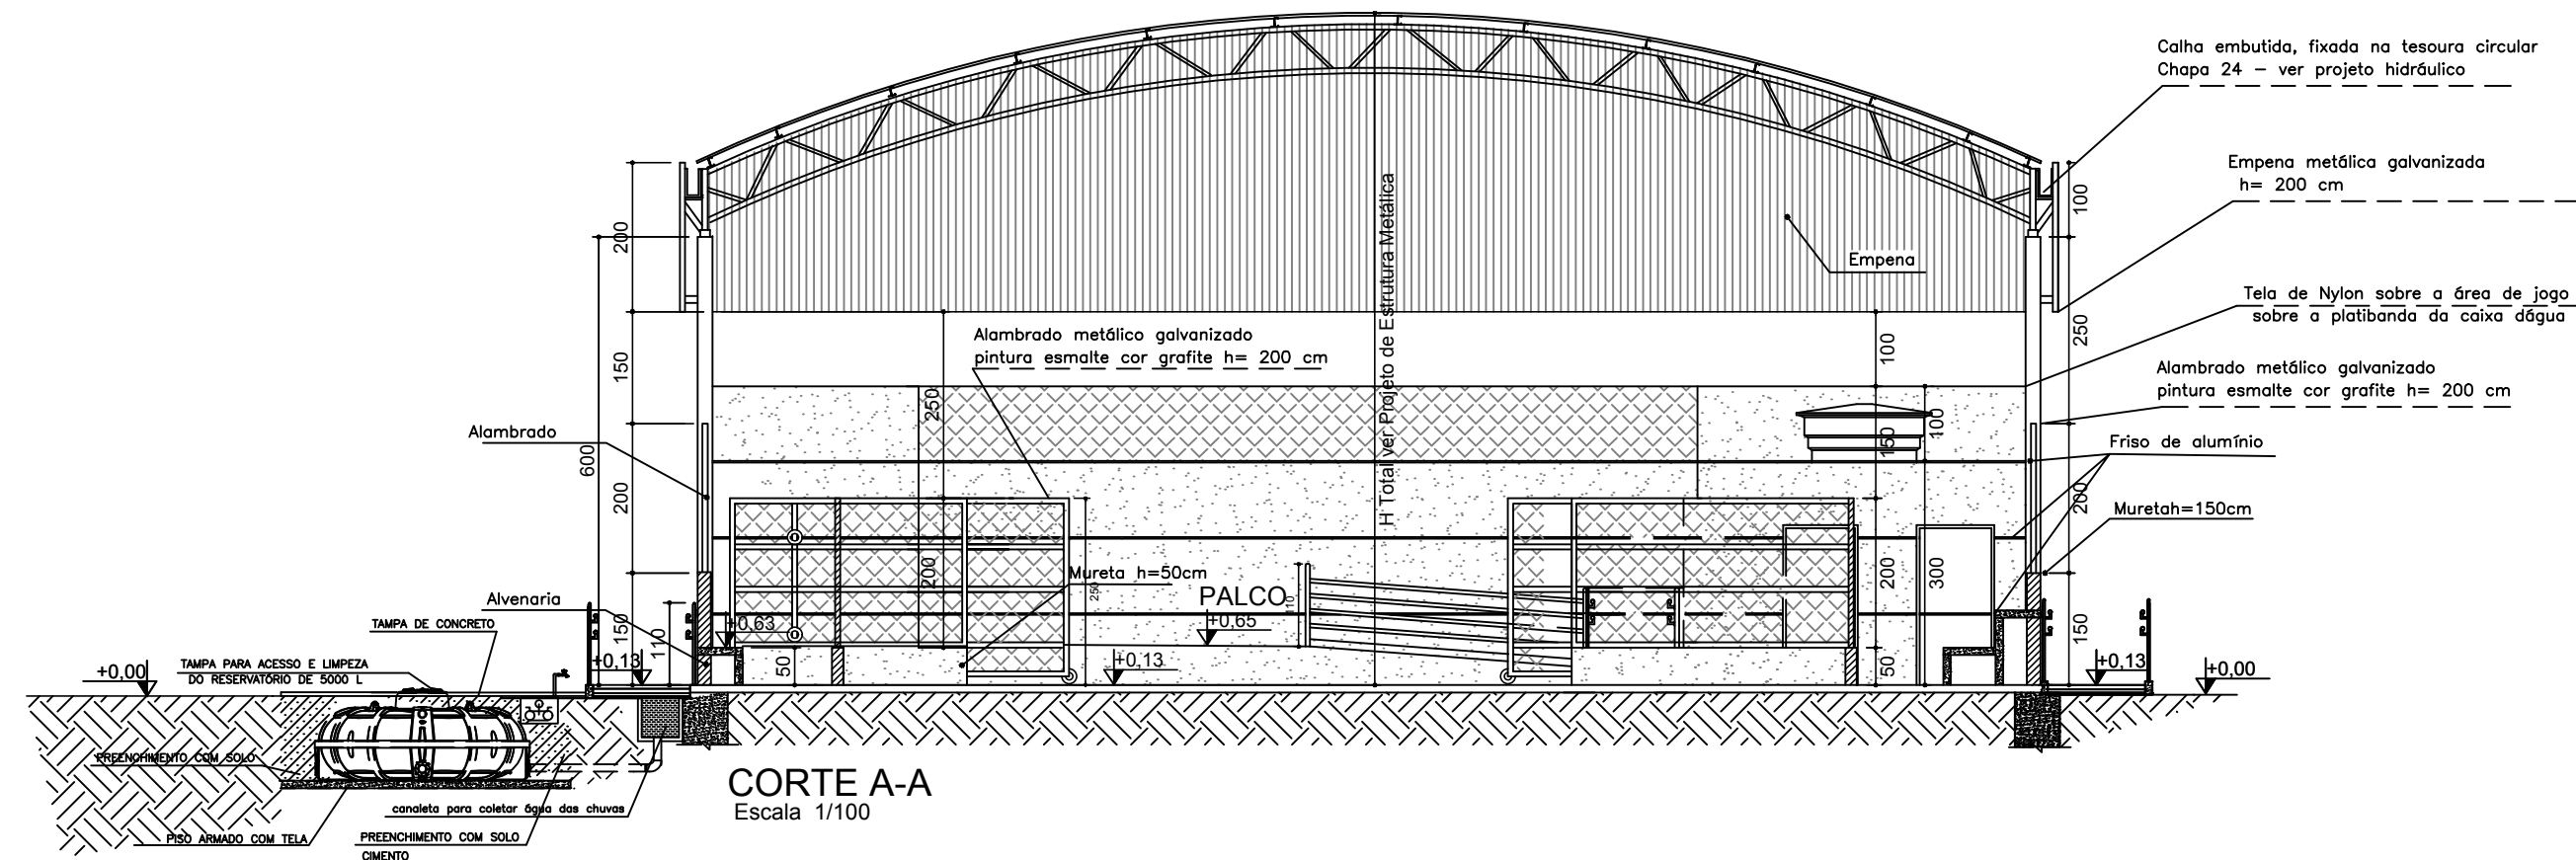 Calha embutida, fixada na tesoura circular
Chapa 24 - ver projeto hidráulico
Empena metálica galvanizada
h= 200 cm
Empena
Tela de Nylon sobre a área de jogo
sobre a platibanda da caixa dágua
Alambrado metálico galvanizado
pintura esmalte cor grafite h= 200 cm
Alambrado metálico galvanizado
pintura esmalte cor grafite h= 200 cm
H Total ver Projeto de Estrutura Metálica
Alambrado
Friso de alumínio
Muretah=150cm
Mureta h=50cm
Alvenaria
PALCO
+0,65
+0,63
+0,13
+0,13
+0,13
+0,00
+0,00
200
150
200
150
600
110
50
250
200
250
110
100
150
200
50
100
300
100
250
200
150
TAMPA DE CONCRETO
TAMPA PARA ACESSO E LIMPEZA
DO RESERVATÓRIO DE 5000 L
PREENCHIMENTO COM SOLO
canaleta para coletar água das chuvas
PISO ARMADO COM TELA
PREENCHIMENTO COM SOLO
CIMENTO
CORTE A-A
Escala 1/100